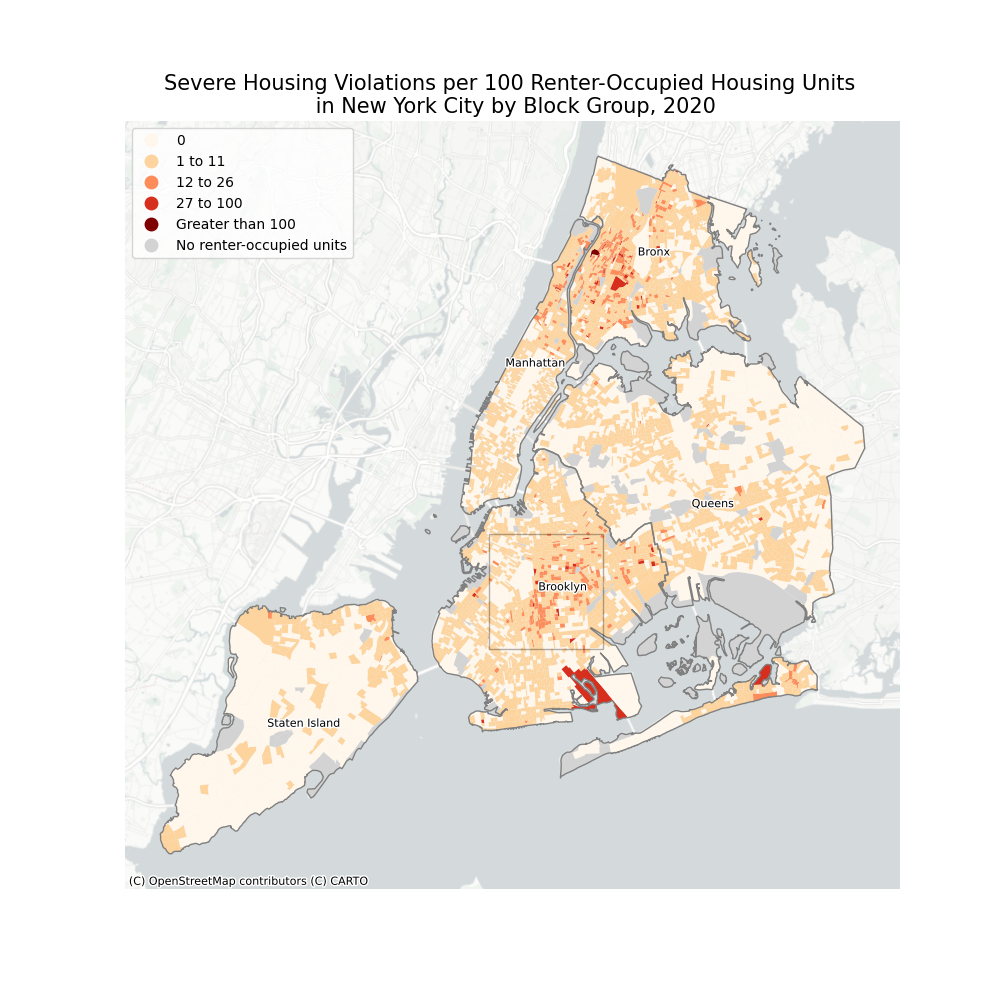 Severe Housing Violations per 100 Renter-Occupied Housing Units
in New York City by Block Group, 2020
0
1 to 11
12 to 26
27 to 100
Greater than 100
No renter-occupied units
Bronx
Manhattan
Queens
Brooklyn
Staten Island
(C) OpenStreetMap contributors (C) CARTO